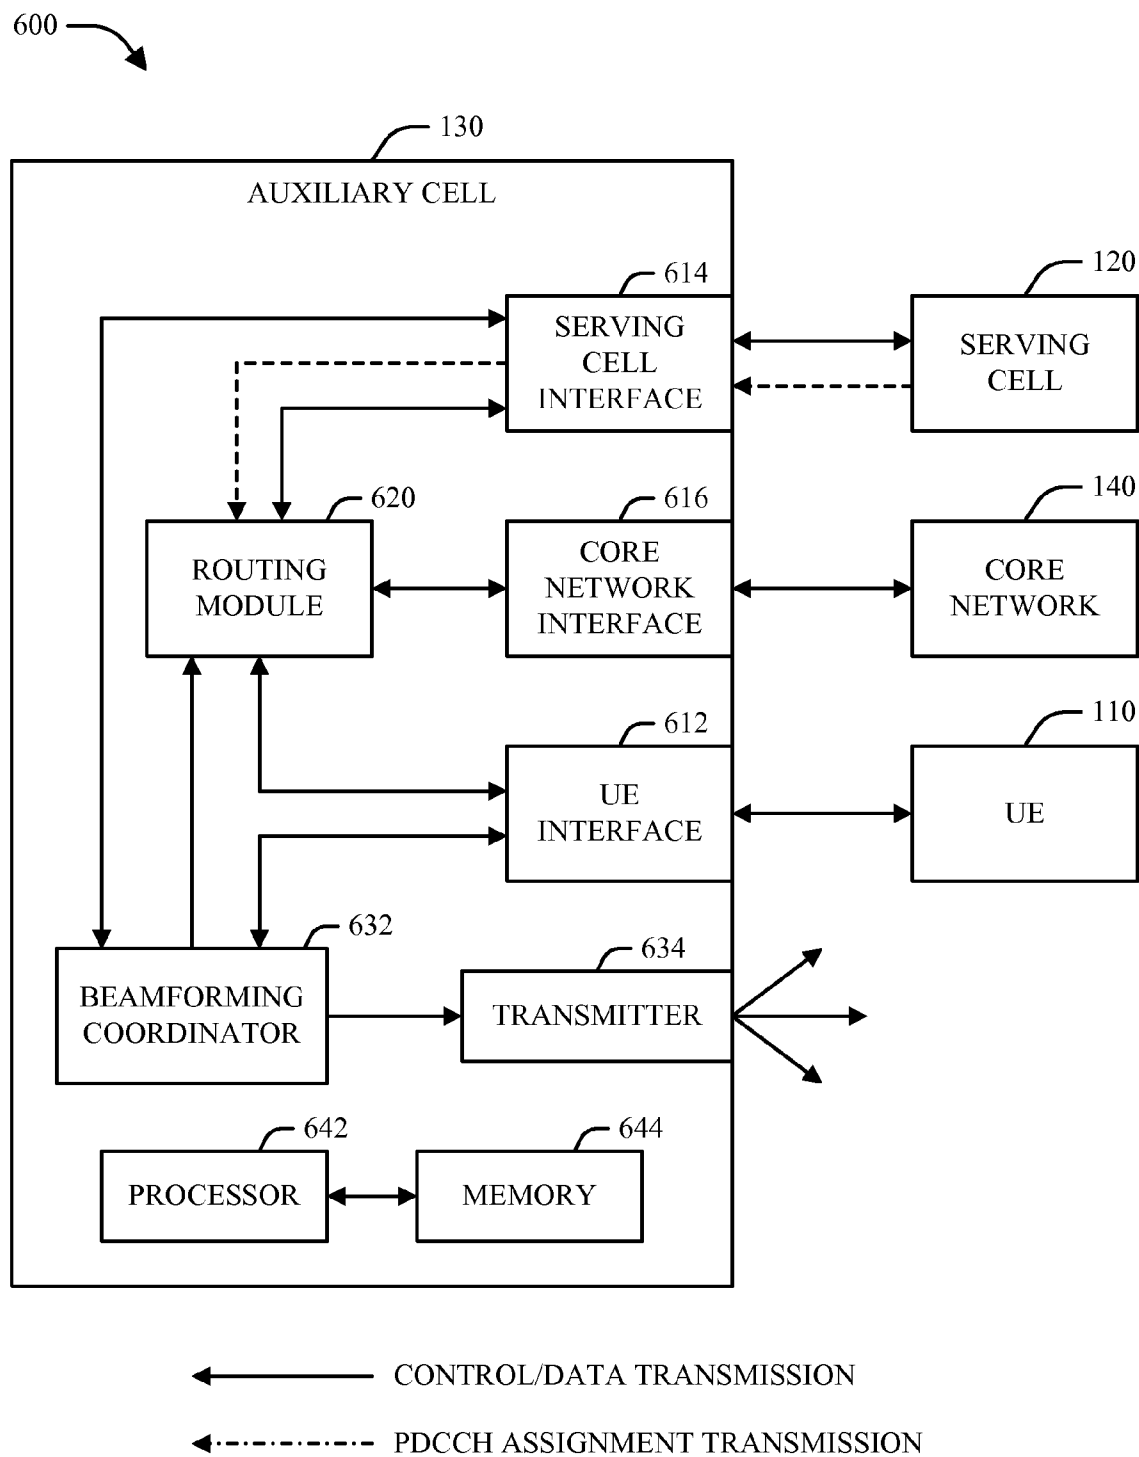 600
130
AUXILIARY CELL
614
SERVING
CELL
INTERFACE
120
SERVING
CELL
620
ROUTING
MODULE
616
CORE
NETWORK
INTERFACE
140
CORE
NETWORK
612
UE
INTERFACE
110
UE
632
BEAMFORMING
COORDINATOR
634
TRANSMITTER
642
PROCESSOR
644
MEMORY
CONTROL/DATA TRANSMISSION
PDCCH ASSIGNMENT TRANSMISSION